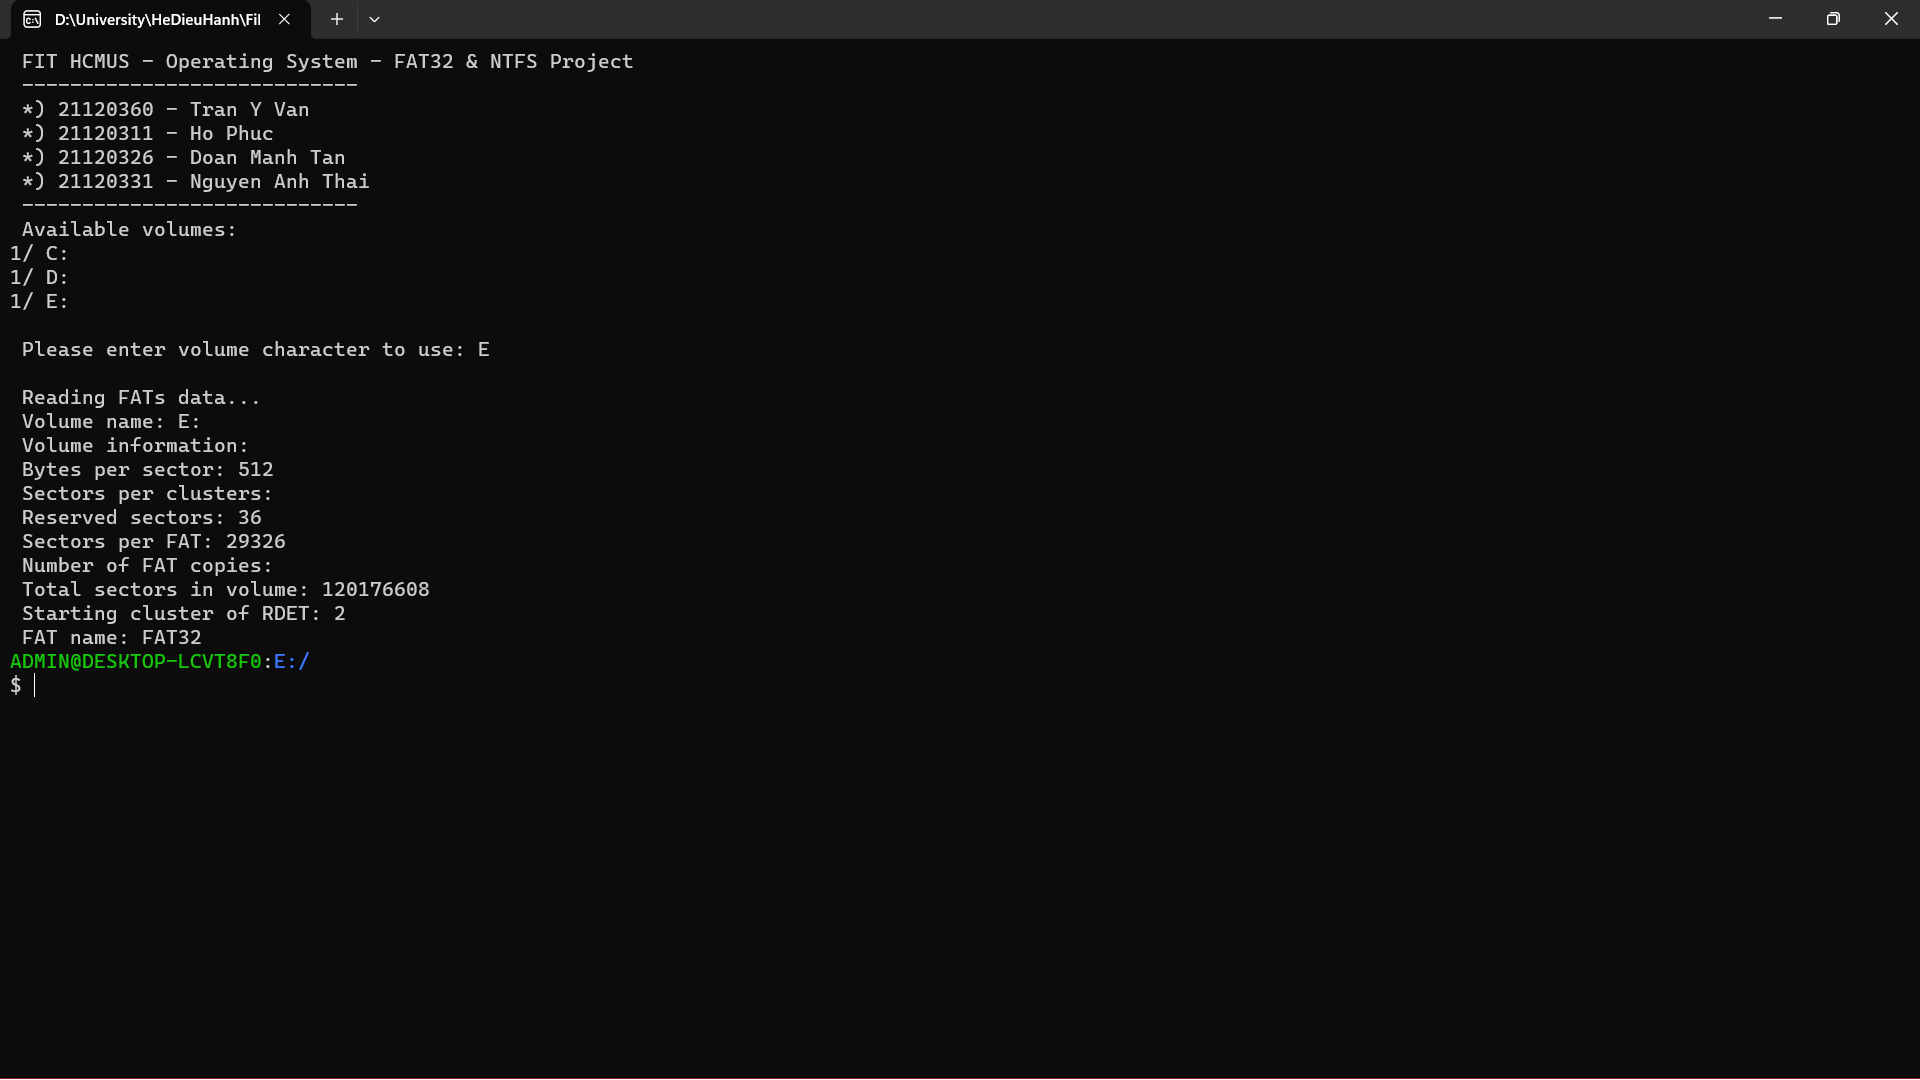 D:\University\HeDieuHanh\Fil
FIT HCMUS - Operating System - FAT32 & NTFS Project
----------------------------
*) 21120360 - Tran Y Van
*) 21120311 - Ho Phuc
*) 21120326 - Doan Manh Tan
*) 21120331 - Nguyen Anh Thai
----------------------------
Available volumes:
1/ C:
1/ D:
1/ E:
Please enter volume character to use: E
Reading FATs data...
Volume name: E:
Volume information:
Bytes per sector: 512
Sectors per clusters:
Reserved sectors: 36
Sectors per FAT: 29326
Number of FAT copies:
Total sectors in volume: 120176608
Starting cluster of RDET: 2
FAT name: FAT32
ADMIN@DESKTOP-LCVT8F0:E:/
$